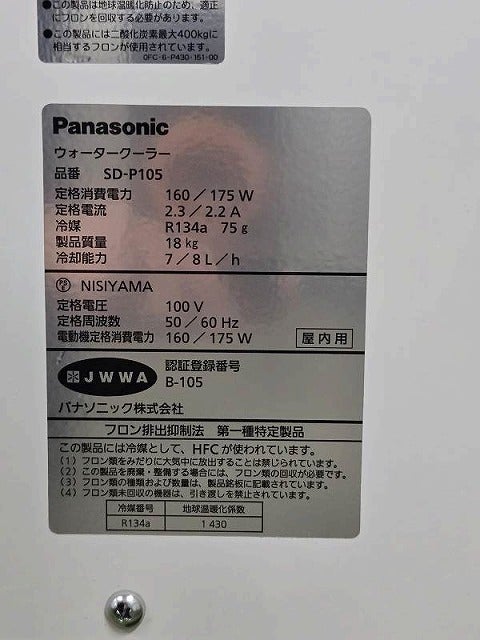 ●この製品は地球温暖化防止のため、適正
にフロンを回収する必要があります。
●この製品には二酸化炭素最大400kgに
相当するフロンが使用されています。
OFC-6-P430-151-00
Panasonic
ウォータークーラー
品番 SD-P105
定格消費電力 160／175 W
定格電流 2.3／2.2 A
冷媒 R134a 75 g
製品質量 18 kg
冷却能力 7／8 L／h
NISIYAMA
定格電圧 100 V
定格周波数 50／60 Hz
電動機定格消費電力 160／175 W 屋内用
JWWA 認証登録番号
B-105
パナソニック株式会社
フロン排出抑制法 第一種特定製品
この製品には冷媒として、HFCが使われています。
（1）フロン類をみだりに大気中に放出することは禁じられています。
（2）この製品を廃棄・整備する場合には、フロン類の回収が必要です。
（3）フロン類の種類および数量は、製品銘板に記載されています。
（4）フロン類未回収の機器は、引き渡しを禁止されています。
冷媒番号 地球温暖化係数
R134a 1 430